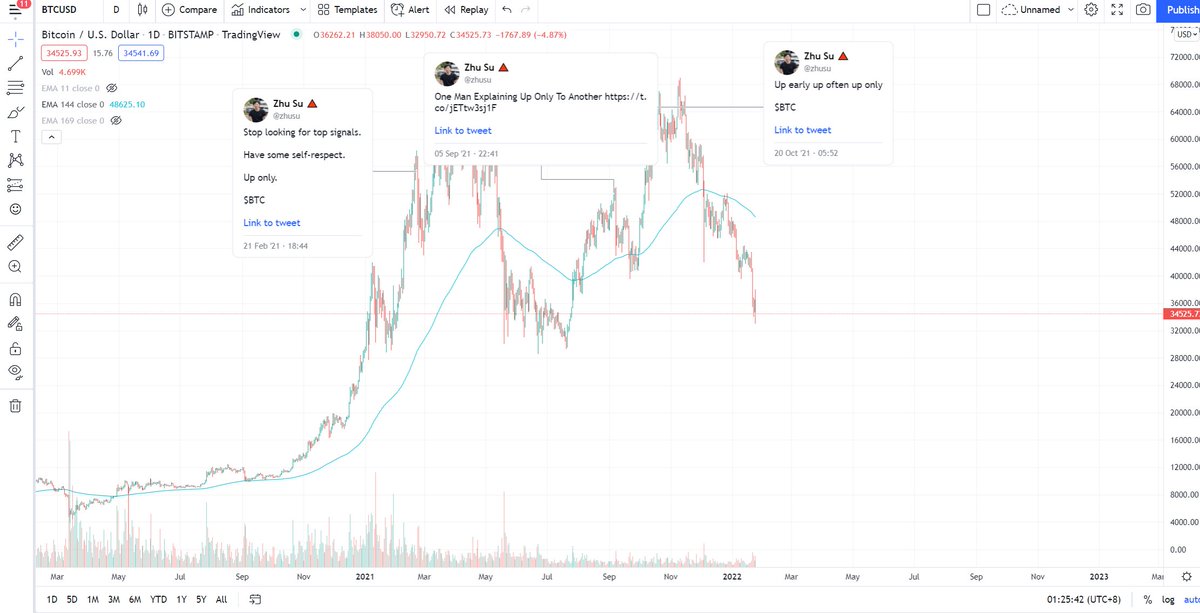 11
BTCUSD
D
Compare
Indicators
Templates
Alert
Replay
Unnamed
Publish
Bitcoin / U.S. Dollar · 1D · BITSTAMP · TradingView
O36262.21 H38050.00 L32950.72 C34525.73 −1767.89 (−4.87%)
USD
34525.93 15.76 34541.69
Vol 4.699K
EMA 11 close 0
EMA 144 close 0 48625.10
EMA 169 close 0
Zhu Su
@zhusu
Stop looking for top signals.
Have some self-respect.
Up only.
$BTC
Link to tweet
21 Feb '21 - 18:44
Zhu Su
@zhusu
One Man Explaining Up Only To Another https://t.
co/jETtw3sj1F
Link to tweet
05 Sep '21 - 22:41
Zhu Su
@zhusu
Up early up often up only
$BTC
Link to tweet
20 Oct '21 - 05:52
72000.00
68000.00
64000.00
60000.00
56000.00
52000.00
48000.00
44000.00
40000.00
36000.00
34525.73
32000.00
28000.00
24000.00
20000.00
16000.00
12000.00
8000.00
4000.00
0.00
Mar May Jul Sep Nov 2021 Mar May Jul Sep Nov 2022 Mar May Jul Sep Nov 2023 Mar
1D 5D 1M 3M 6M YTD 1Y 5Y All
01:25:42 (UTC+8) % log auto